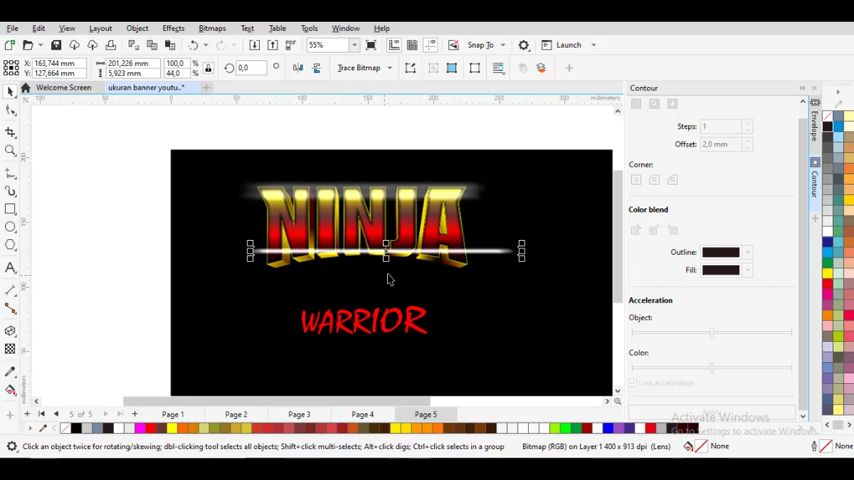 File Edit View Layout Object Effects Bitmaps Text Table Tools Window Help
PDF 55% Snap To Launch
X: 163,744 mm 201,226 mm 100,0 % 0,0 ° Trace Bitmap
Y: 127,664 mm 5,923 mm 44,0 %
Welcome Screen ukuran banner youtu..*
Contour
millimeters
Steps: 1
Offset: 2,0 mm
Corner:
Color blend
Outline:
Fill:
Acceleration
Object:
Color:
Link acceleration
Apply
Envelope
Contour
NINJA
WARRIOR
5 of 5 Page 1 Page 2 Page 3 Page 4 Page 5
Activate Windows
Go to Settings to activate Windows.
Click an object twice for rotating/skewing; dbl-clicking tool selects all objects; Shift+click multi-selects; Alt+click digs; Ctrl+click selects in a group Bitmap (RGB) on Layer 1 400 x 913 dpi (Lens) None None